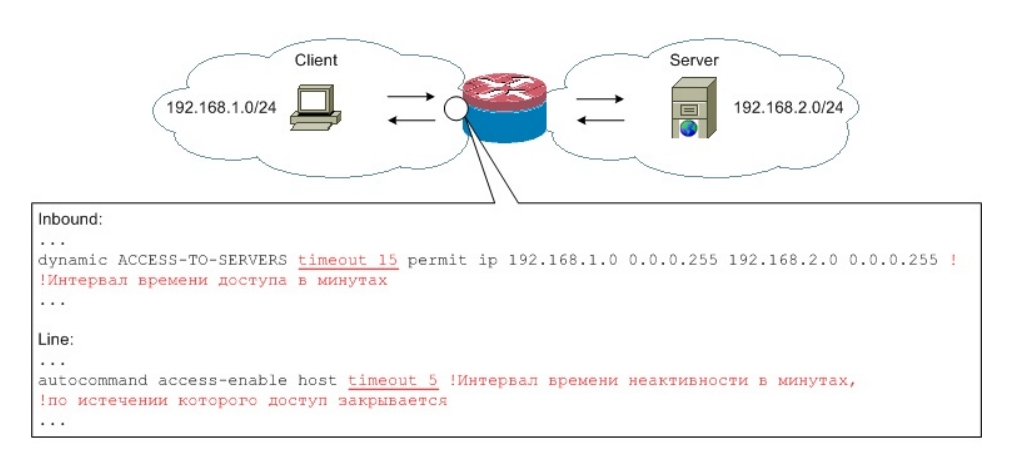 Client
Server
192.168.1.0/24
192.168.2.0/24
Inbound:
...
dynamic ACCESS-TO-SERVERS timeout 15 permit ip 192.168.1.0 0.0.0.255 192.168.2.0 0.0.0.255 !
!Интервал времени доступа в минутах
...
Line:
...
autocommand access-enable host timeout 5 !Интервал времени неактивности в минутах,
!по истечении которого доступ закрывается
...